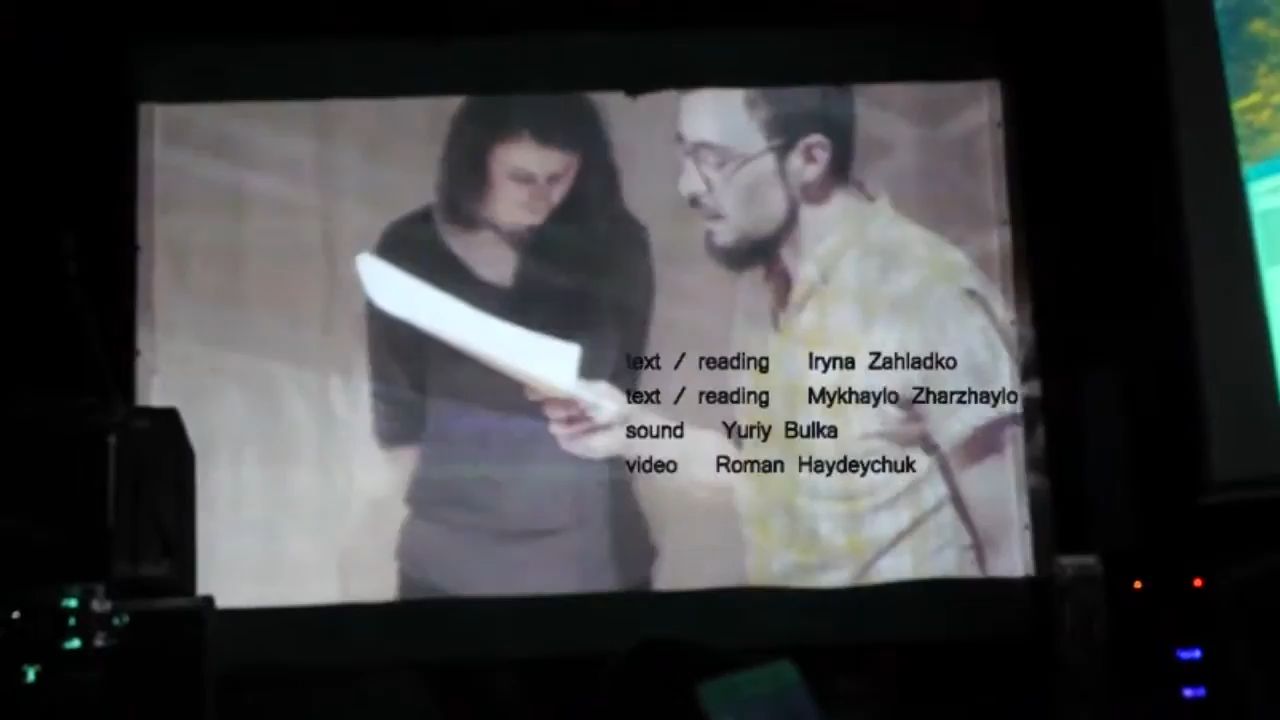 text / reading Iryna Zahladko
text / reading Mykhaylo Zharzhaylo
sound Yuriy Bulka
video Roman Haydeychuk